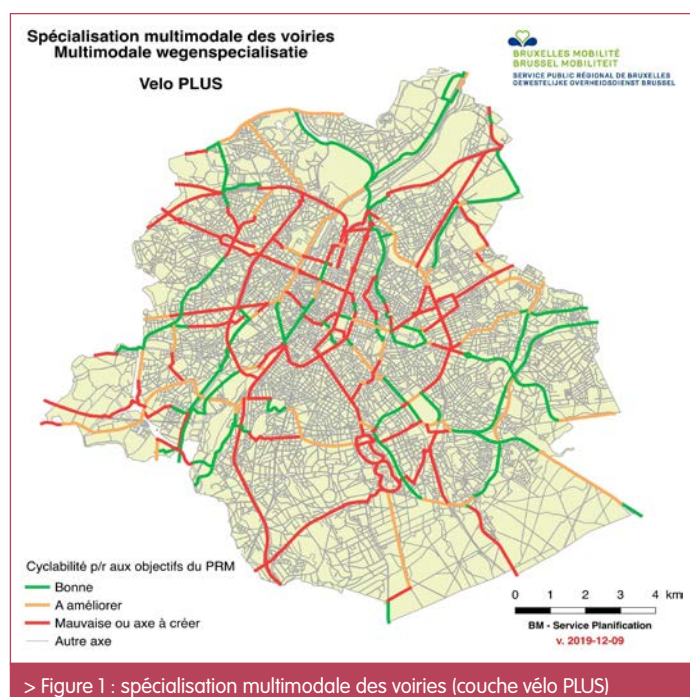 Spécialisation multimodale des voiries
Multimodale wegenspecialisatie
Velo PLUS
BRUXELLES MOBILITÉ
BRUSSEL MOBILITEIT
SERVICE PUBLIC RÉGIONAL DE BRUXELLES
GEWESTELIJKE OVERHEIDSDIENST BRUSSEL
Cyclabilité p/r aux objectifs du PRM
Bonne
A améliorer
Mauvaise ou axe à créer
Autre axe
0 1 2 3 4 km
BM - Service Planification
v. 2019-12-09
> Figure 1 : spécialisation multimodale des voiries (couche vélo PLUS)